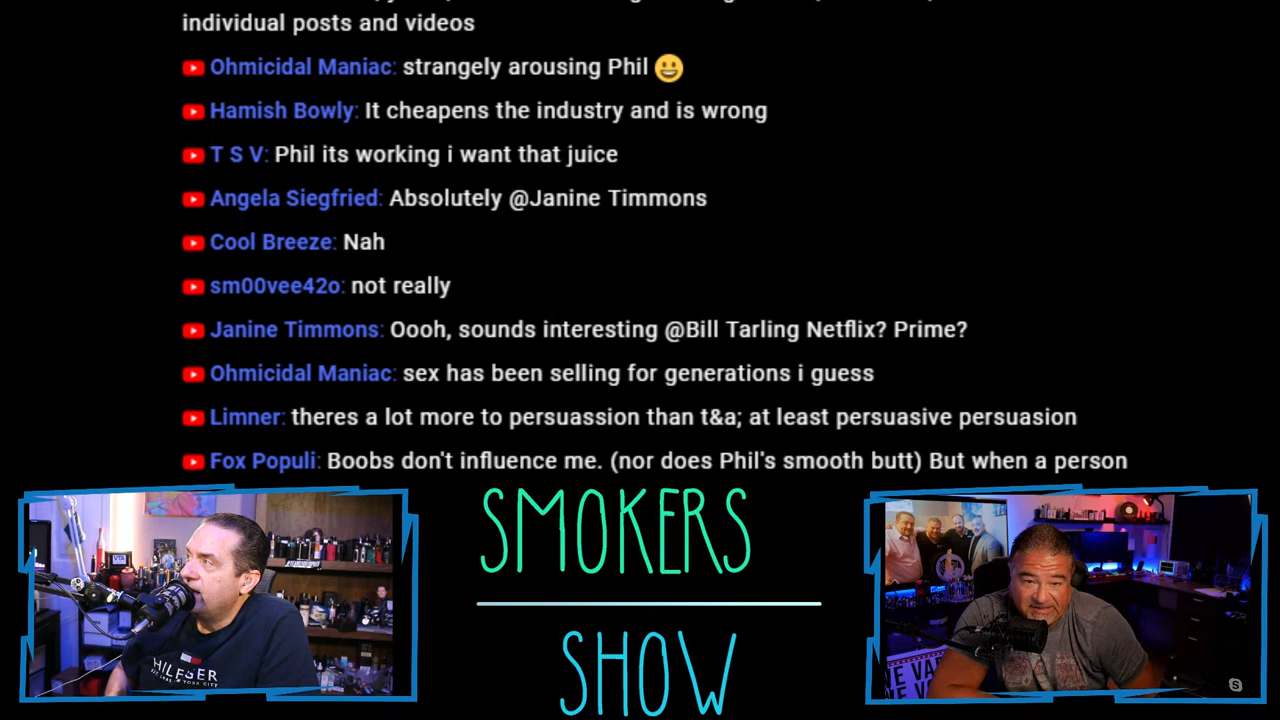 individual posts and videos
Ohmicidal Maniac: strangely arousing Phil 😀
Hamish Bowly: It cheapens the industry and is wrong
T S V: Phil its working i want that juice
Angela Siegfried: Absolutely @Janine Timmons
Cool Breeze: Nah
sm00vee42o: not really
Janine Timmons: Oooh, sounds interesting @Bill Tarling Netflix? Prime?
Ohmicidal Maniac: sex has been selling for generations i guess
Limner: theres a lot more to persuassion than t&a; at least persuasive persuasion
Fox Populi: Boobs don't influence me. (nor does Phil's smooth butt) But when a person
SMOKERS
SHOW
HILFGER
NEW YORK CITY